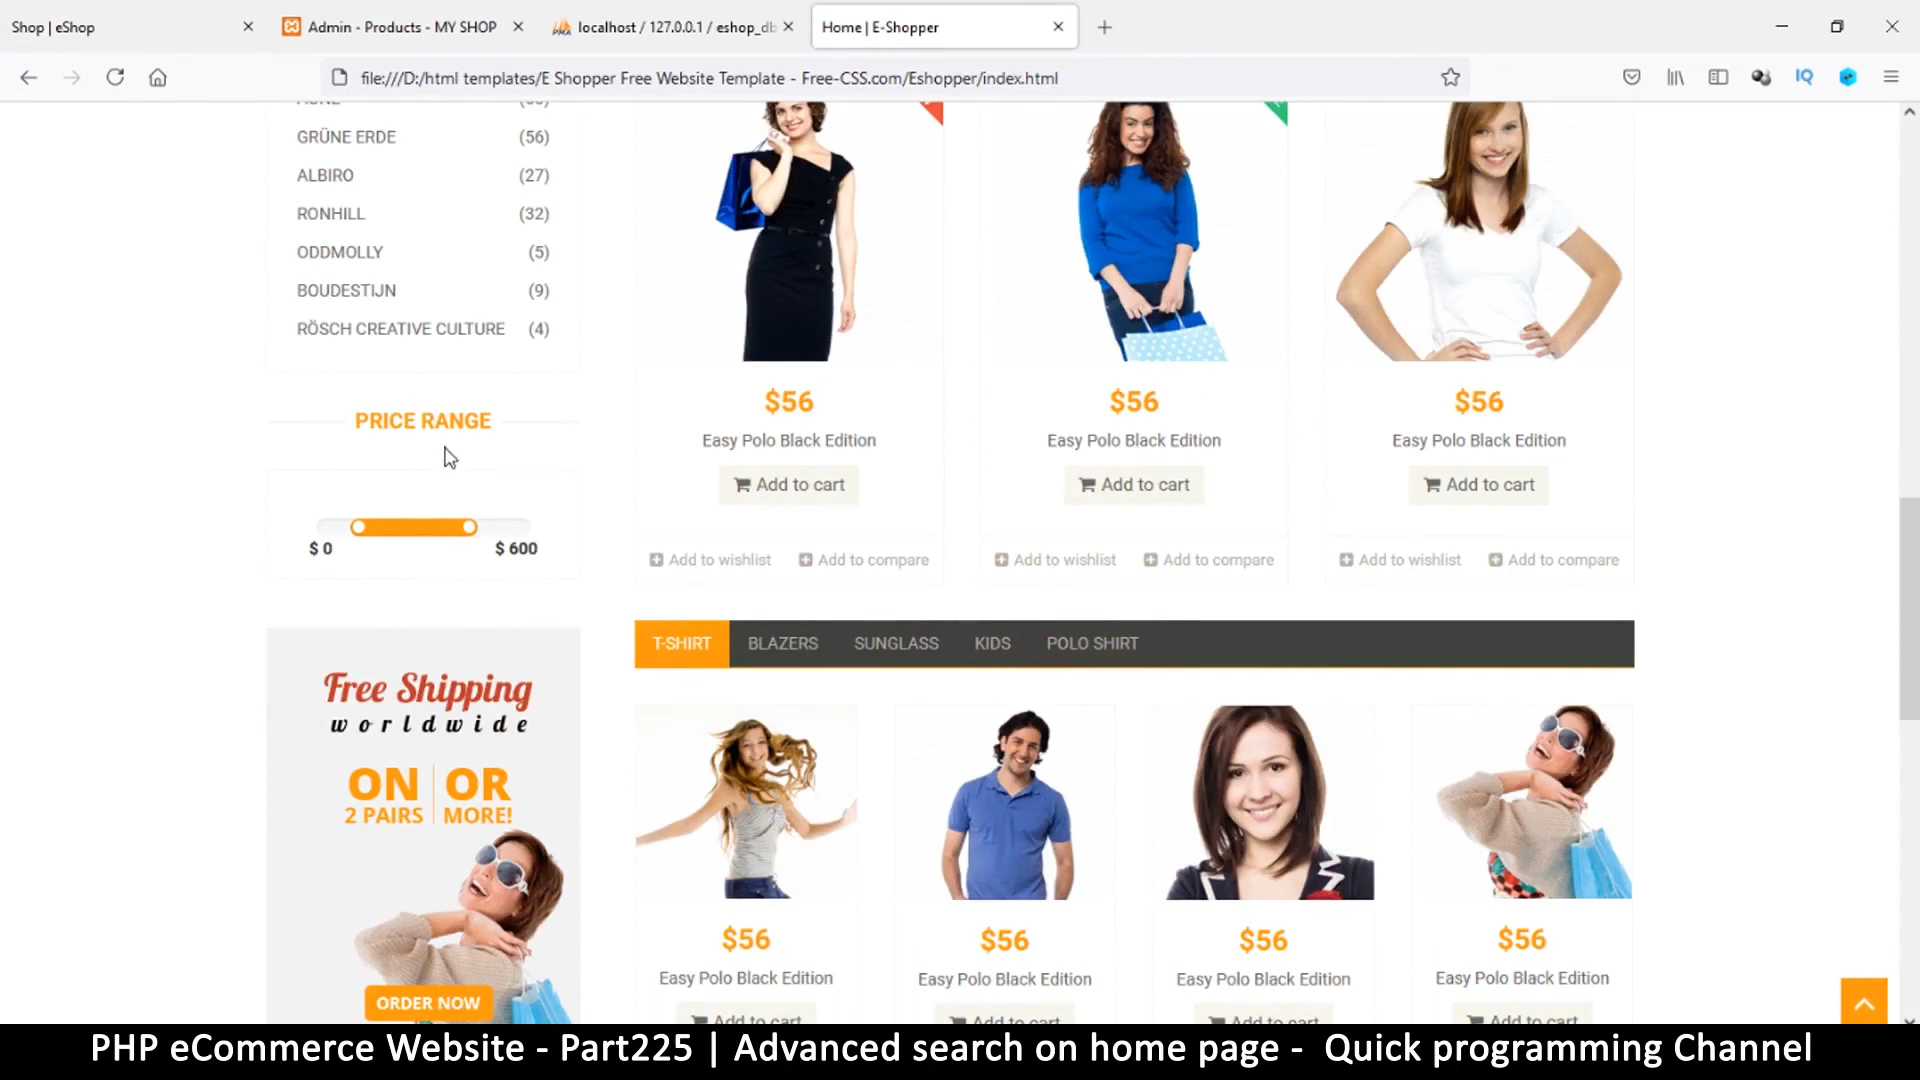 Shop | eShop
Admin - Products - MY SHOP
localhost / 127.0.0.1 / eshop_db
Home | E-Shopper
file:///D:/html templates/E Shopper Free Website Template - Free-CSS.com/Eshopper/index.html
IQ
GRÜNE ERDE (56)
ALBIRO (27)
RONHILL (32)
ODDMOLLY (5)
BOUDESTIJN (9)
RÖSCH CREATIVE CULTURE (4)
PRICE RANGE
$ 0 $ 600
$56 $56 $56
Easy Polo Black Edition Easy Polo Black Edition Easy Polo Black Edition
Add to cart Add to cart Add to cart
Add to wishlist Add to compare Add to wishlist Add to compare Add to wishlist Add to compare
T-SHIRT BLAZERS SUNGLASS KIDS POLO SHIRT
Free Shipping
worldwide
ON OR
2 PAIRS MORE!
ORDER NOW
$56 $56 $56 $56
Easy Polo Black Edition Easy Polo Black Edition Easy Polo Black Edition Easy Polo Black Edition
Add to cart Add to cart Add to cart Add to cart
PHP eCommerce Website - Part225 | Advanced search on home page - Quick programming Channel